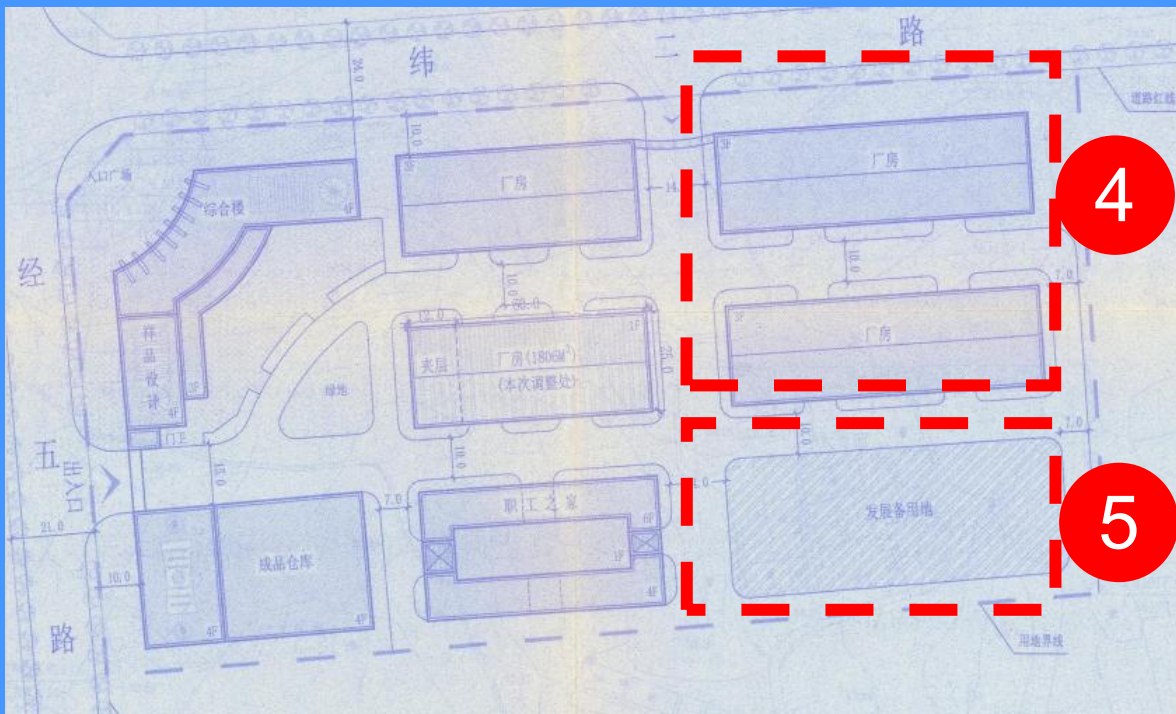 纬
二
路
24.0
道路红线
10.0
入口广场
综合楼
4F
3F
厂房
14.
3F
厂房
4
经
10.0
10.0
7.0
12.0
60.0
1F
3F
样品设计
3F
4F
绿地
夹层
厂房(1806M²)
(本次调整处)
25.0
厂房
门卫
五
出入口
15.0
10.0
10.0
7.0
21.0
7.0
职工之家
6F
1F
4F
发展备用地
5
10.0
成品仓库
4F
4F
路
用地界线